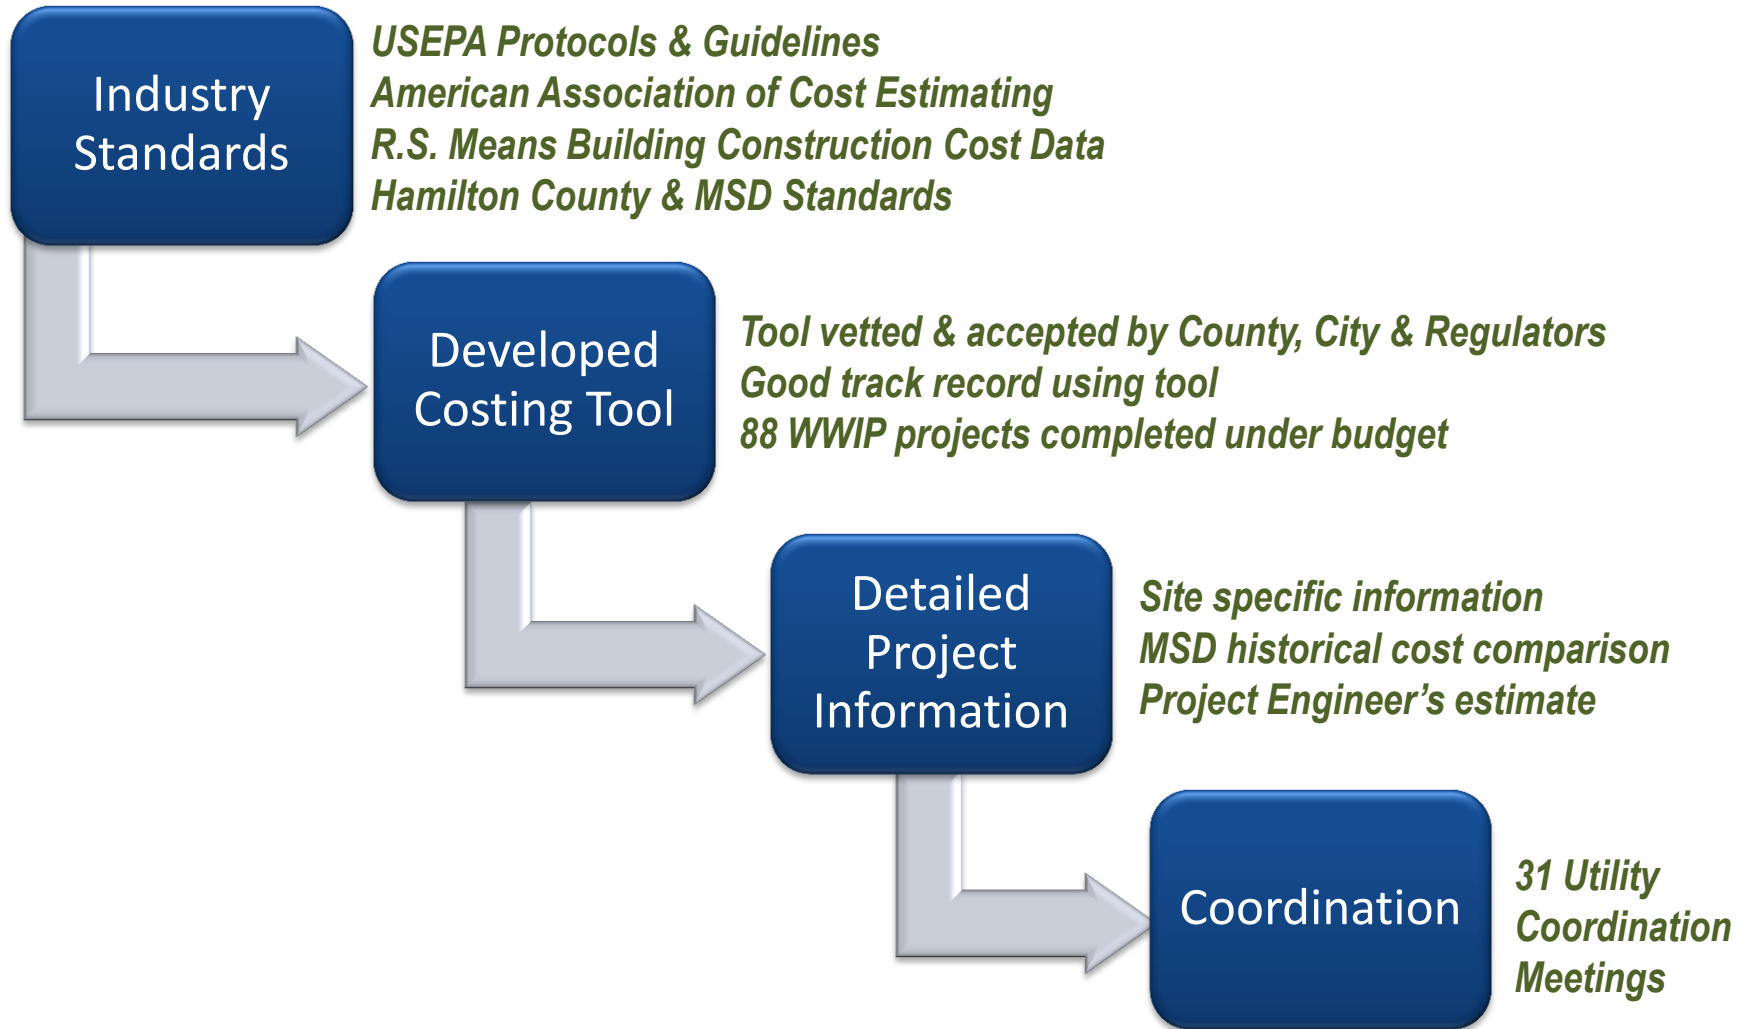 Industry
Standards
USEPA Protocols & Guidelines
American Association of Cost Estimating
R.S. Means Building Construction Cost Data
Hamilton County & MSD Standards
Developed
Costing Tool
Tool vetted & accepted by County, City & Regulators
Good track record using tool
88 WWIP projects completed under budget
Detailed
Project
Information
Site specific information
MSD historical cost comparison
Project Engineer’s estimate
Coordination
31 Utility
Coordination
Meetings